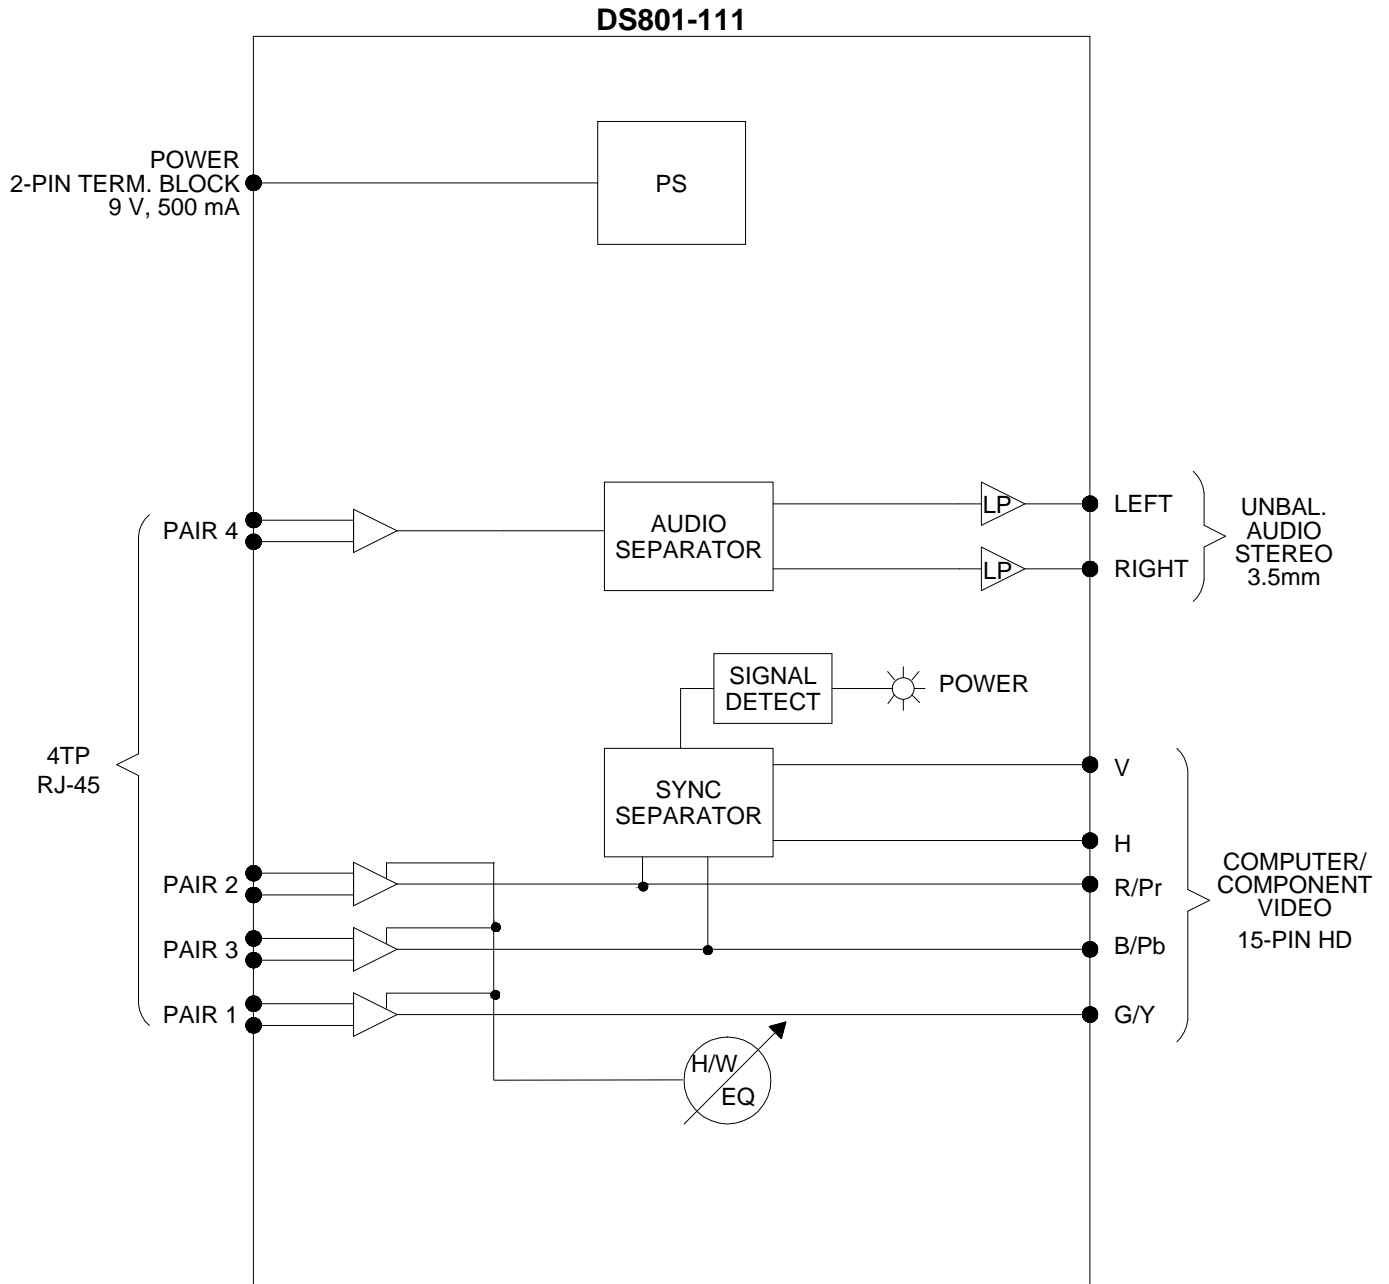 DS801-111
POWER
2-PIN TERM. BLOCK
9 V, 500 mA
PS
PAIR 4
AUDIO
SEPARATOR
LP
LEFT
LP
RIGHT
UNBAL.
AUDIO
STEREO
3.5mm
SIGNAL
DETECT
POWER
4TP
RJ-45
SYNC
SEPARATOR
V
H
PAIR 2
R/Pr
PAIR 3
B/Pb
PAIR 1
G/Y
COMPUTER/
COMPONENT
VIDEO
15-PIN HD
H/W
EQ